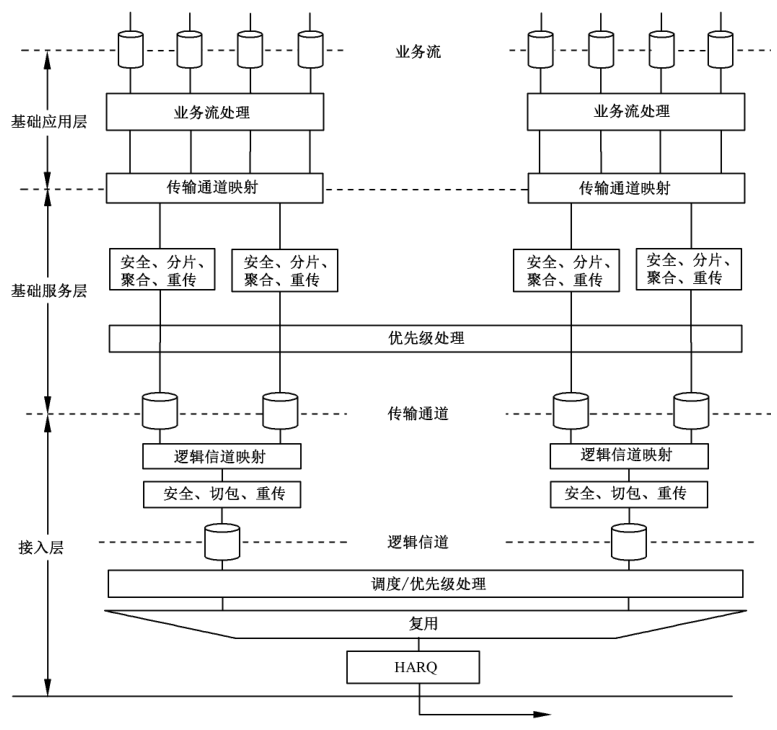 业务流
业务流处理
业务流处理
基础应用层
传输通道映射
传输通道映射
安全、分片、
聚合、重传
安全、分片、
聚合、重传
安全、分片、
聚合、重传
安全、分片、
聚合、重传
基础服务层
优先级处理
传输通道
逻辑信道映射
逻辑信道映射
安全、切包、重传
安全、切包、重传
接入层
逻辑信道
调度/优先级处理
复用
HARQ